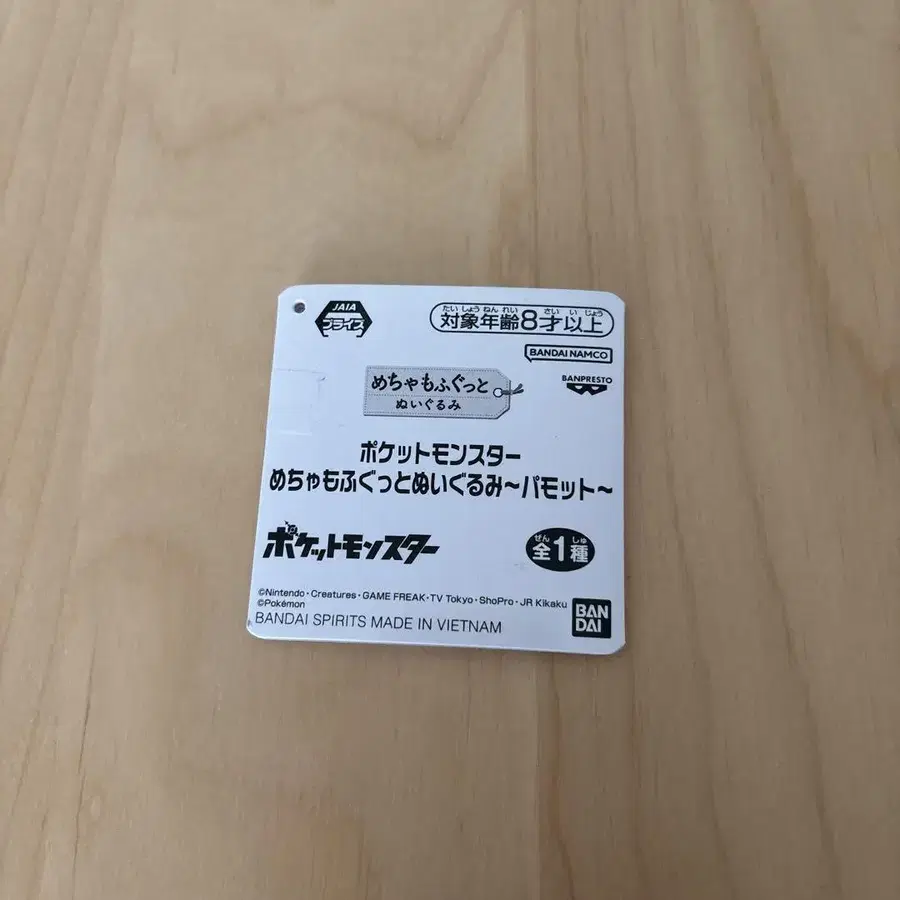 JAIA
プライズ
対象年齢8才以上
たいしょうねんれい さい いじょう
BANDAI NAMCO
BANPRESTO
めちゃもふぐっと
ぬいぐるみ
ポケットモンスター
めちゃもふぐっとぬいぐるみ～パモット～
ポケットモンスター
全1種
ぜん しゅ
©Nintendo・Creatures・GAME FREAK・TV Tokyo・ShoPro・JR Kikaku
©Pokémon
BANDAI SPIRITS MADE IN VIETNAM
BAN
DAI